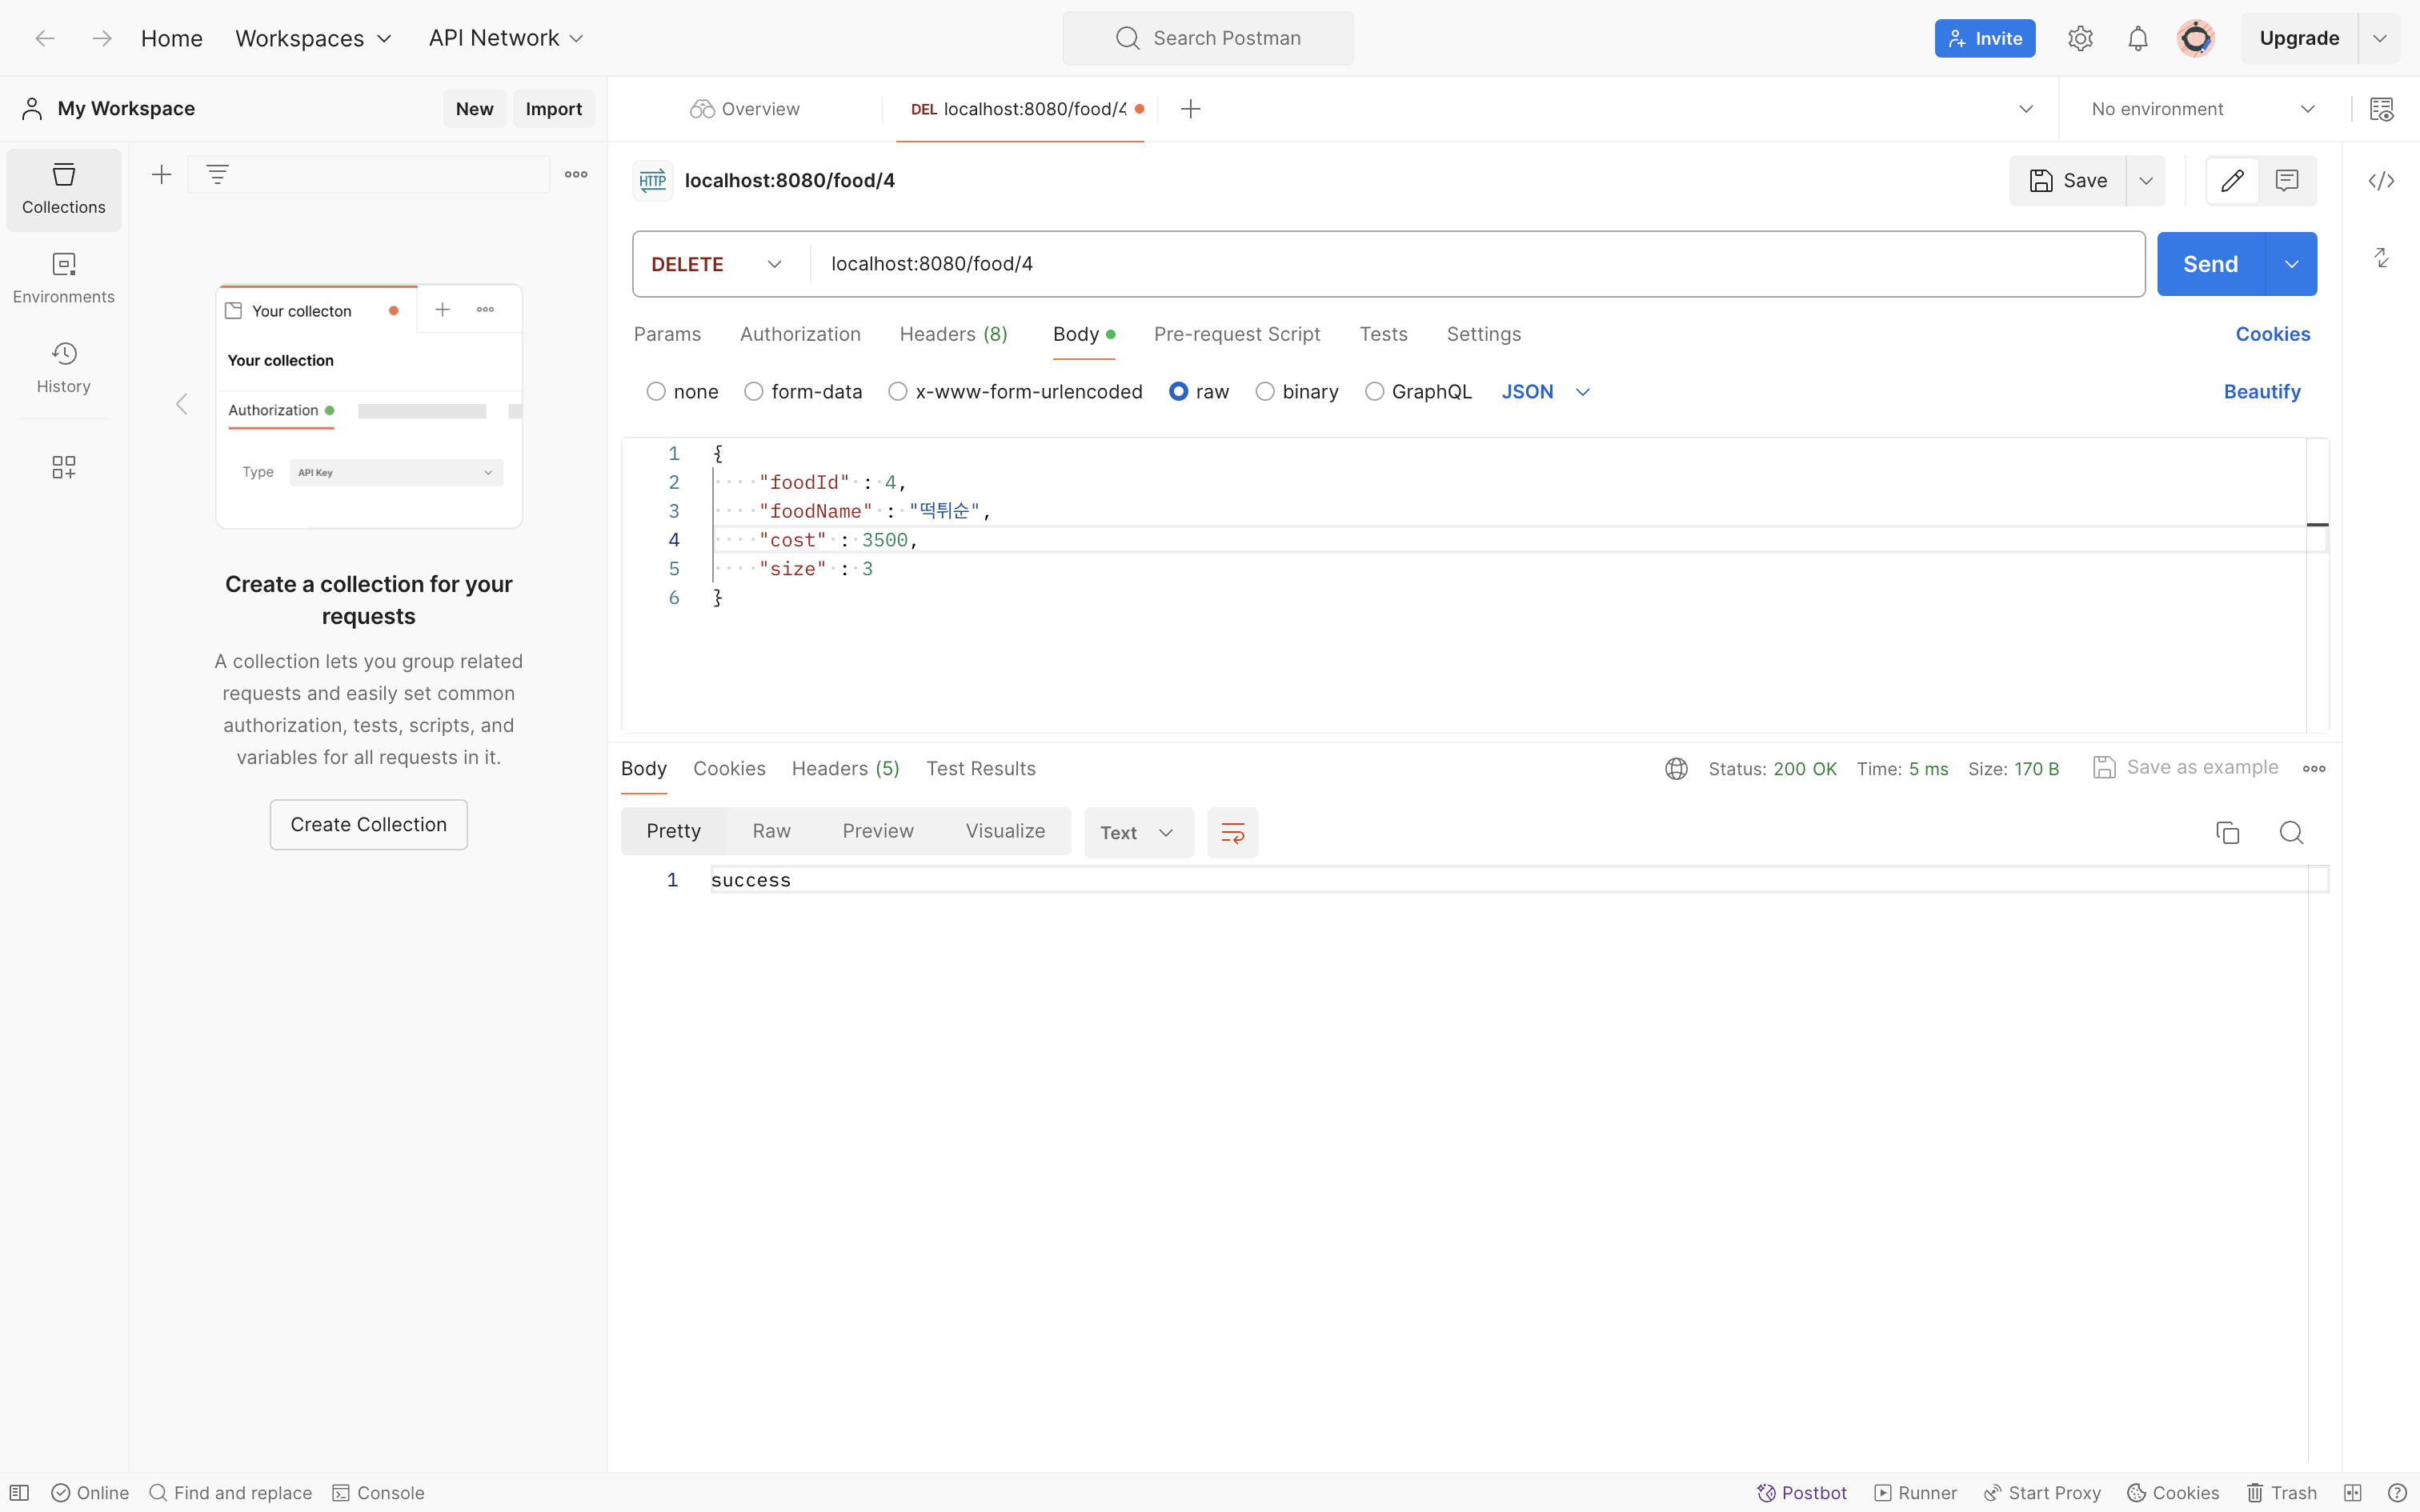 Home Workspaces API Network Search Postman Invite Upgrade
My Workspace New Import Overview DEL localhost:8080/food/4 No environment
Collections
Environments
History
Your collecton
Your collection
Authorization
Type API Key
Create a collection for your
requests
A collection lets you group related
requests and easily set common
authorization, tests, scripts, and
variables for all requests in it.
Create Collection
HTTP localhost:8080/food/4 Save
DELETE localhost:8080/food/4 Send
Params Authorization Headers (8) Body Pre-request Script Tests Settings Cookies
none form-data x-www-form-urlencoded raw binary GraphQL JSON Beautify
1 {
2 "foodId" : 4,
3 "foodName" : "떡튀순",
4 "cost" : 3500,
5 "size" : 3
6 }
Body Cookies Headers (5) Test Results Status: 200 OK Time: 5 ms Size: 170 B Save as example
Pretty Raw Preview Visualize Text
1 success
Online Find and replace Console Postbot Runner Start Proxy Cookies Trash